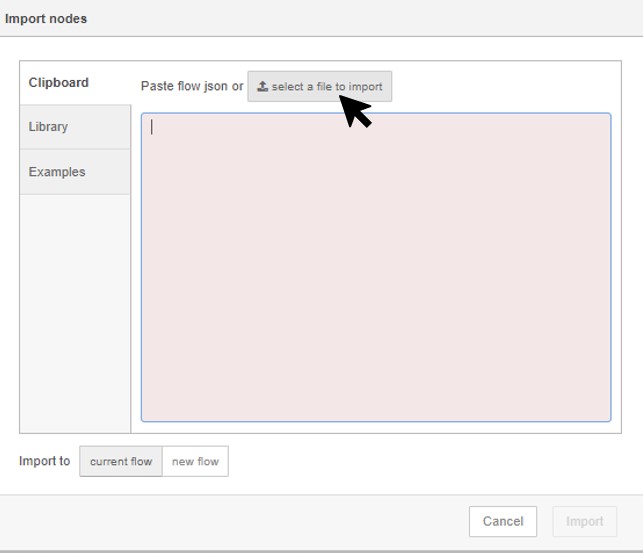 Import nodes
Clipboard
Paste flow json or select a file to import
Library
Examples
Import to current flow new flow
Cancel Import